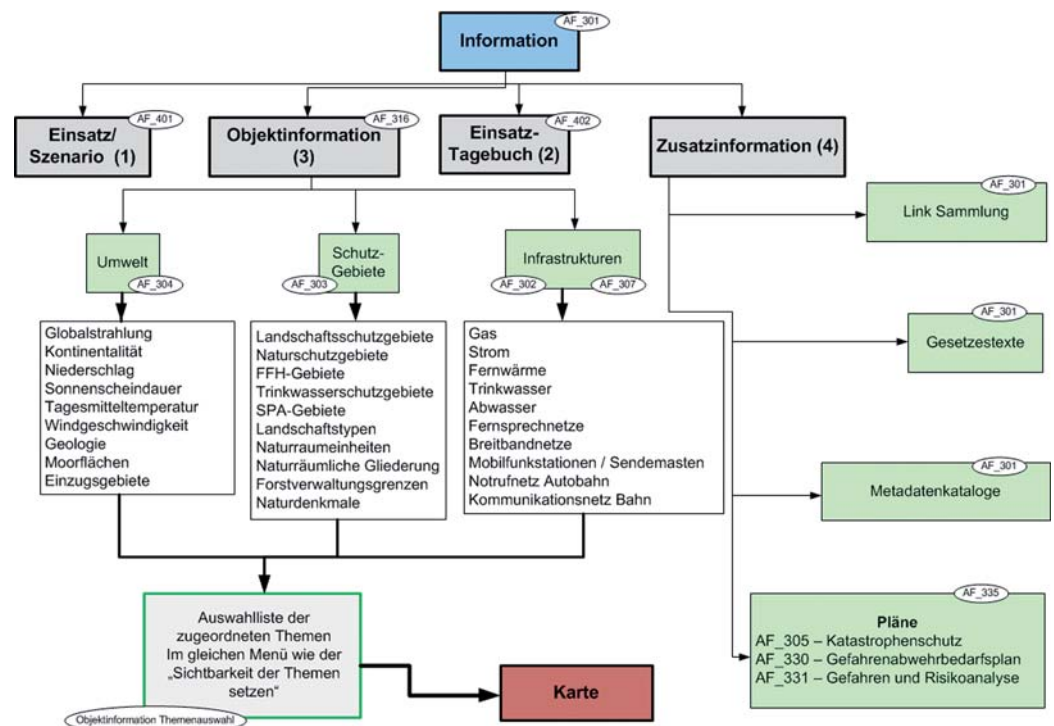 AF_301
Information
AF_401
Einsatz/
Szenario (1)
AF_316
Objektinformation
(3)
AF_402
Einsatz-
Tagebuch (2)
Zusatzinformation (4)
Umwelt
AF_304
Schutz-
Gebiete
AF_303
Infrastrukturen
AF_302
AF_307
Globalstrahlung
Kontinentalität
Niederschlag
Sonnenscheindauer
Tagesmitteltemperatur
Windgeschwindigkeit
Geologie
Moorflächen
Einzugsgebiete
Landschaftsschutzgebiete
Naturschutzgebiete
FFH-Gebiete
Trinkwasserschutzgebiete
SPA-Gebiete
Landschaftstypen
Naturraumeinheiten
Naturräumliche Gliederung
Forstverwaltungsgrenzen
Naturdenkmale
Gas
Strom
Fernwärme
Trinkwasser
Abwasser
Fernsprechnetze
Breitbandnetze
Mobilfunkstationen / Sendemasten
Notrufnetz Autobahn
Kommunikationsnetz Bahn
AF_301
Link Sammlung
AF_301
Gesetzestexte
AF_301
Metadatenkataloge
AF_335
Pläne
AF_305 – Katastrophenschutz
AF_330 – Gefahrenabwehrbedarfsplan
AF_331 – Gefahren und Risikoanalyse
Auswahlliste der
zugeordneten Themen
Im gleichen Menü wie der
„Sichtbarkeit der Themen
setzen“
Objektinformation Themenauswahl
Karte